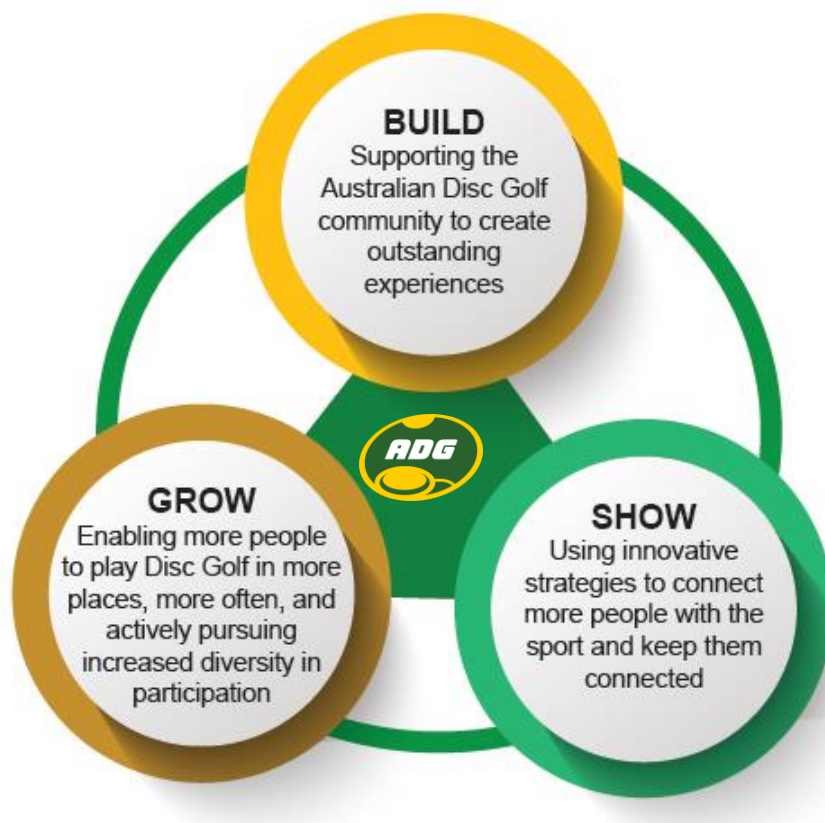 BUILD
Supporting the
Australian Disc Golf
community to create
outstanding
experiences
ADG
GROW
Enabling more people
to play Disc Golf in more
places, more often, and
actively pursuing
increased diversity in
participation
SHOW
Using innovative
strategies to connect
more people with the
sport and keep them
connected